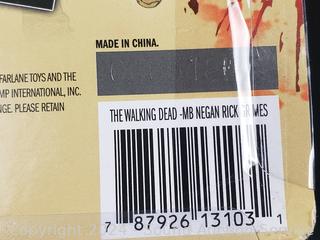 MADE IN CHINA.
FARLANE TOYS AND THE
MP INTERNATIONAL, INC.
NGE. PLEASE RETAIN
THE WALKING DEAD -MB NEGAN RICK GRIMES
7 87926 13103 1